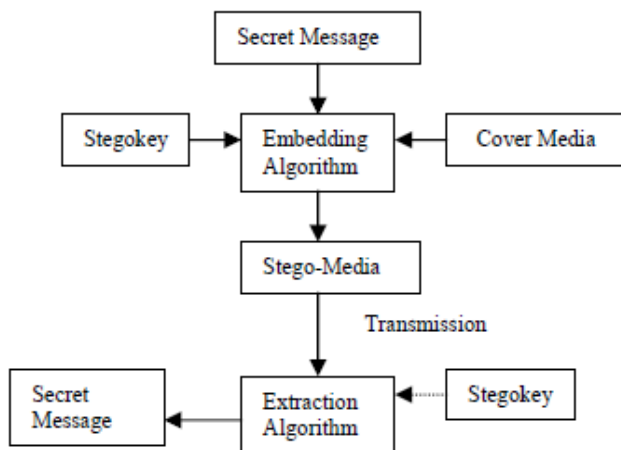 Secret Message
Stegokey
Embedding
Algorithm
Cover Media
Stego-Media
Transmission
Secret
Message
Extraction
Algorithm
Stegokey